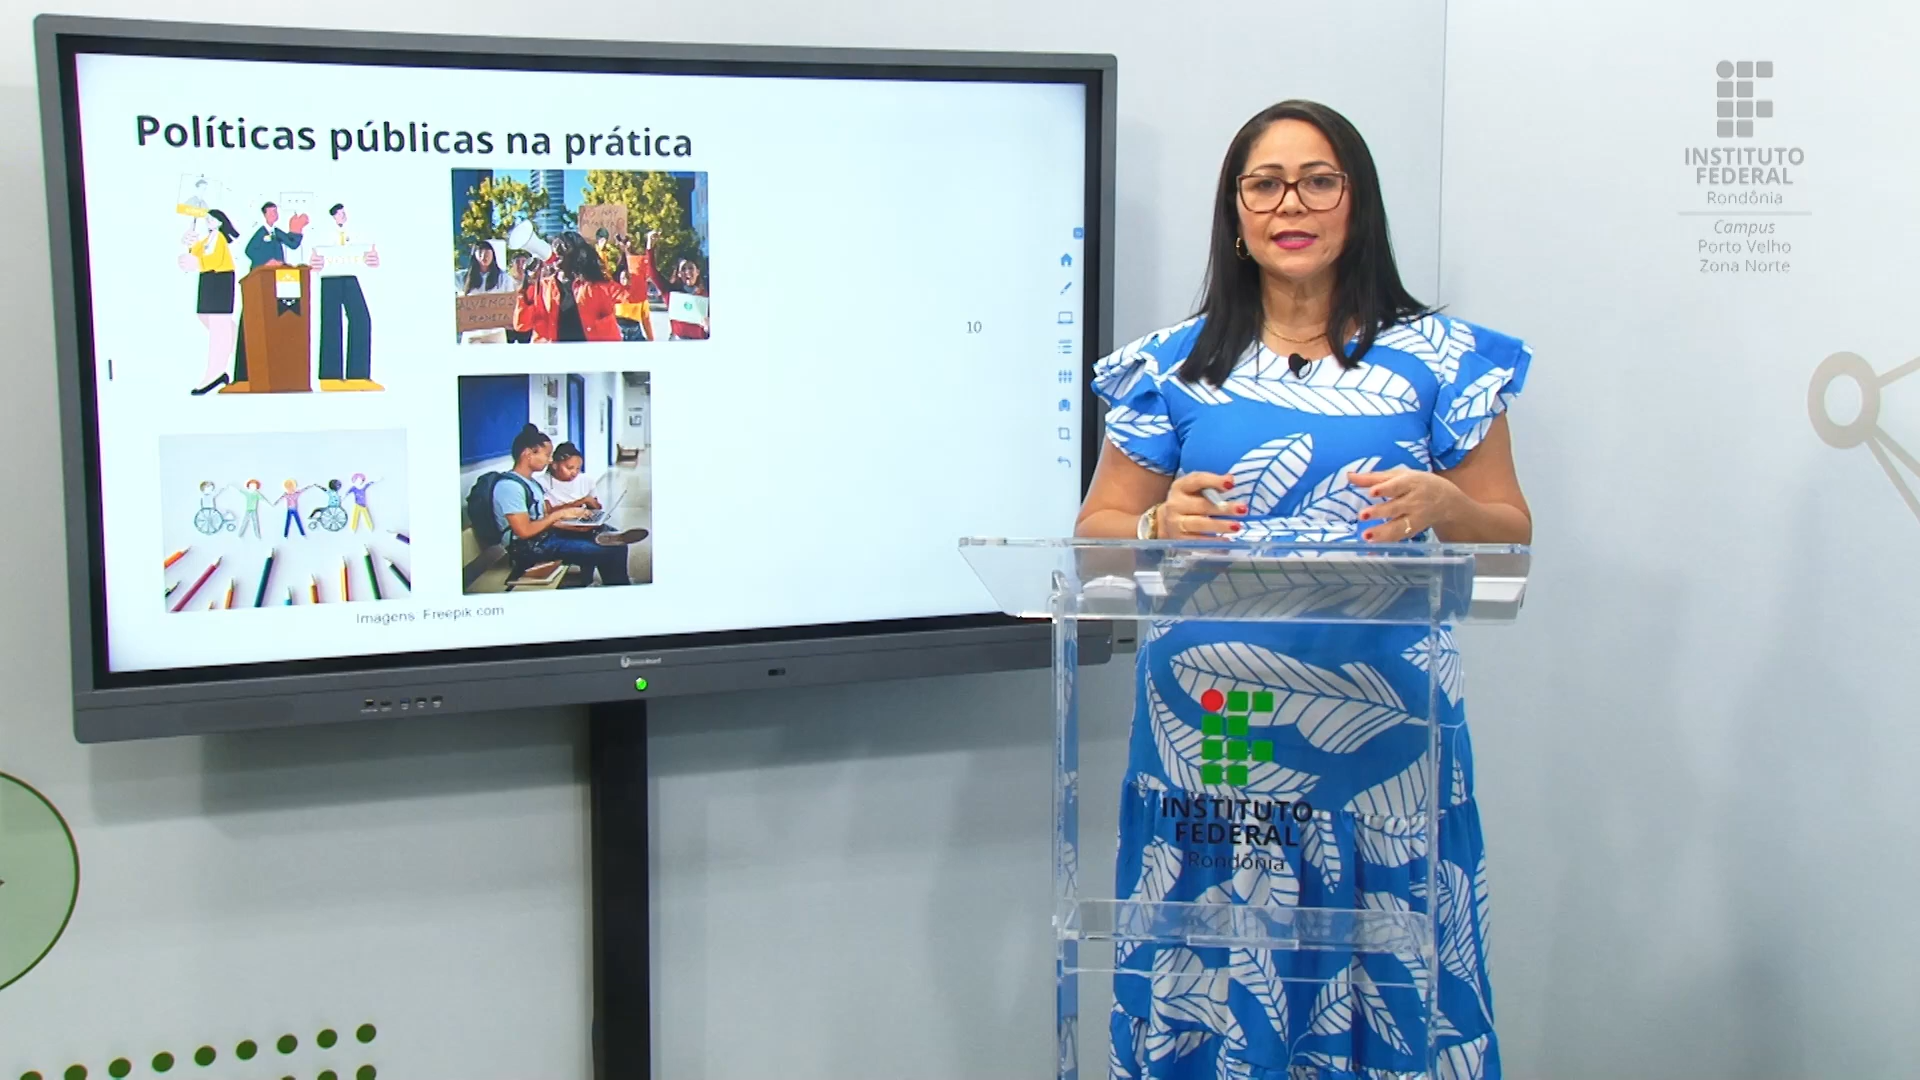 Políticas públicas na prática
10
Imagens Freepik.com
INSTITUTO
FEDERAL
Rondônia
Campus
Porto Velho
Zona Norte
INSTITUTO
FEDERAL
Rondônia